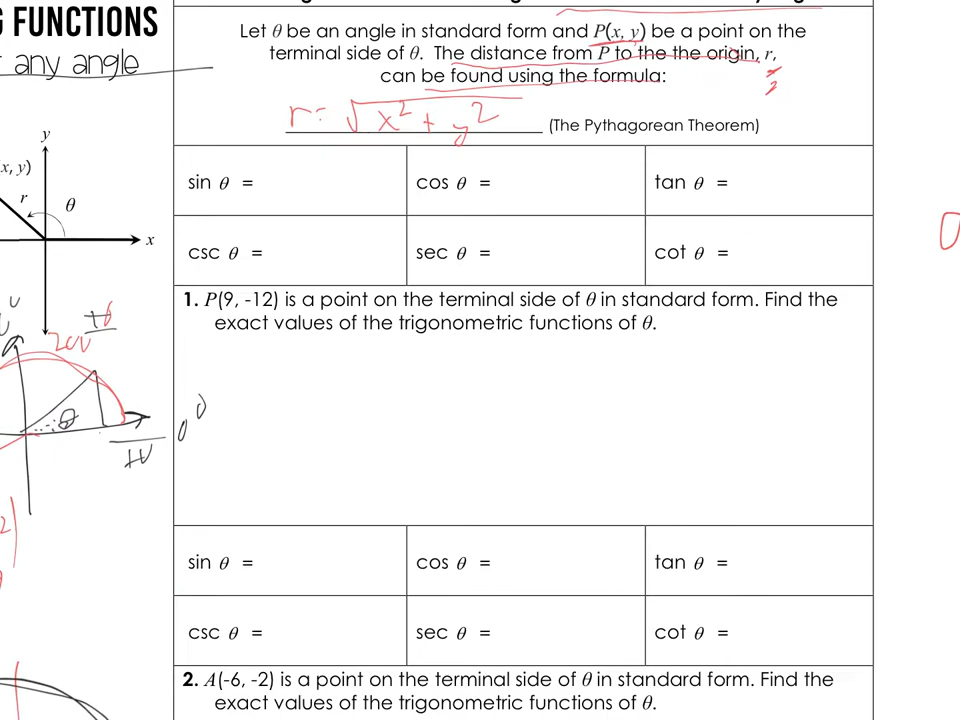 FUNCTIONS
any angle
Let θ be an angle in standard form and P(x, y) be a point on the
terminal side of θ. The distance from P to the the origin, r,
can be found using the formula:
r = √x² + y² (The Pythagorean Theorem)
y
x, y)
r
θ
x
sin θ = cos θ = tan θ =
csc θ = sec θ = cot θ =
1. P(9, -12) is a point on the terminal side of θ in standard form. Find the
exact values of the trigonometric functions of θ.
+θ
θ
sin θ = cos θ = tan θ =
csc θ = sec θ = cot θ =
2. A(-6, -2) is a point on the terminal side of θ in standard form. Find the
exact values of the trigonometric functions of θ.